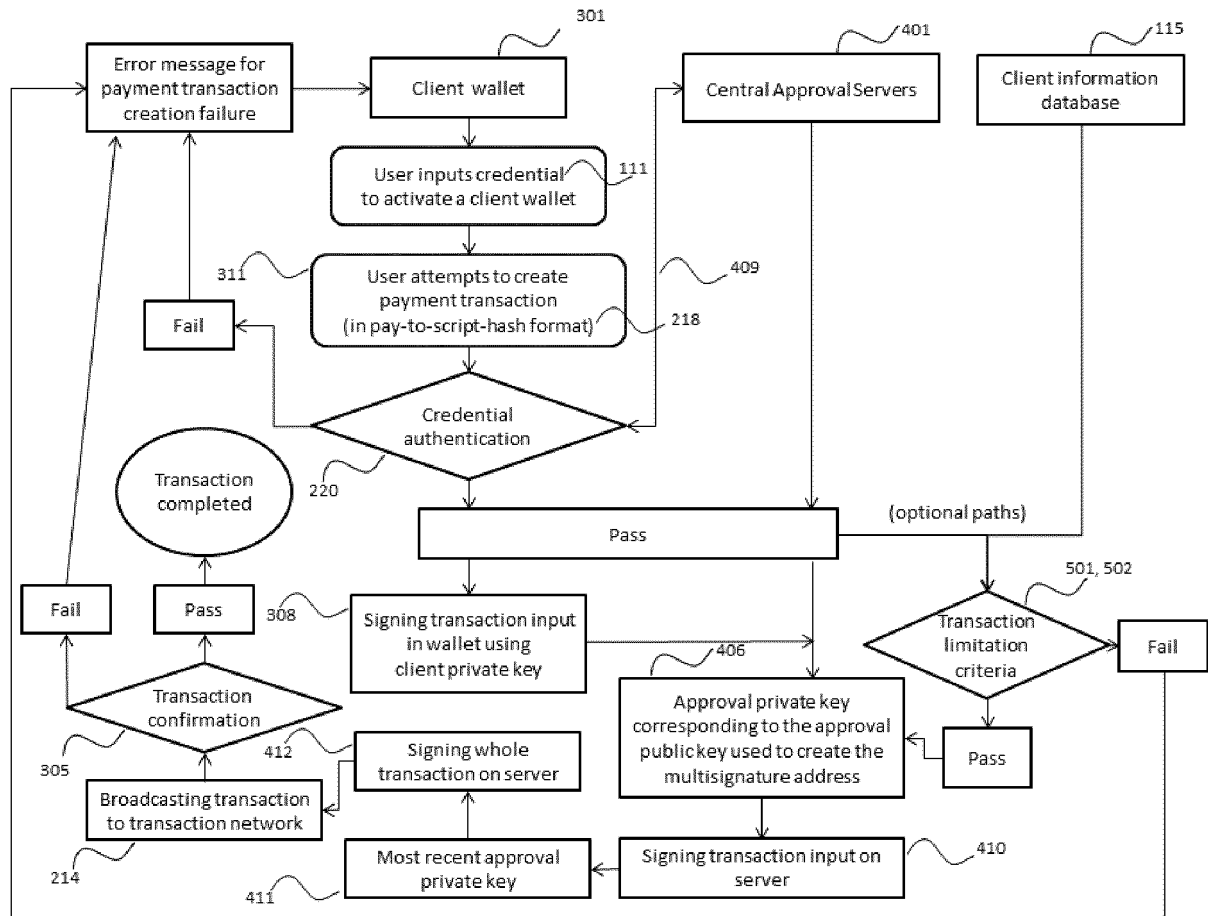 301
401
115
Error message for
payment transaction
creation failure
Client wallet
Central Approval Servers
Client information
database
User inputs credential
to activate a client wallet
111
311
User attempts to create
payment transaction
(in pay-to-script-hash format)
218
409
Fail
Credential
authentication
220
Transaction
completed
Pass
(optional paths)
Fail
Pass
308
Signing transaction input
in wallet using
client private key
501, 502
Transaction
limitation
criteria
Fail
406
Approval private key
corresponding to the approval
public key used to create the
multisignature address
Pass
Transaction
confirmation
305
412
Signing whole
transaction on server
Broadcasting transaction
to transaction network
214
Most recent approval
private key
411
Signing transaction input on
server
410